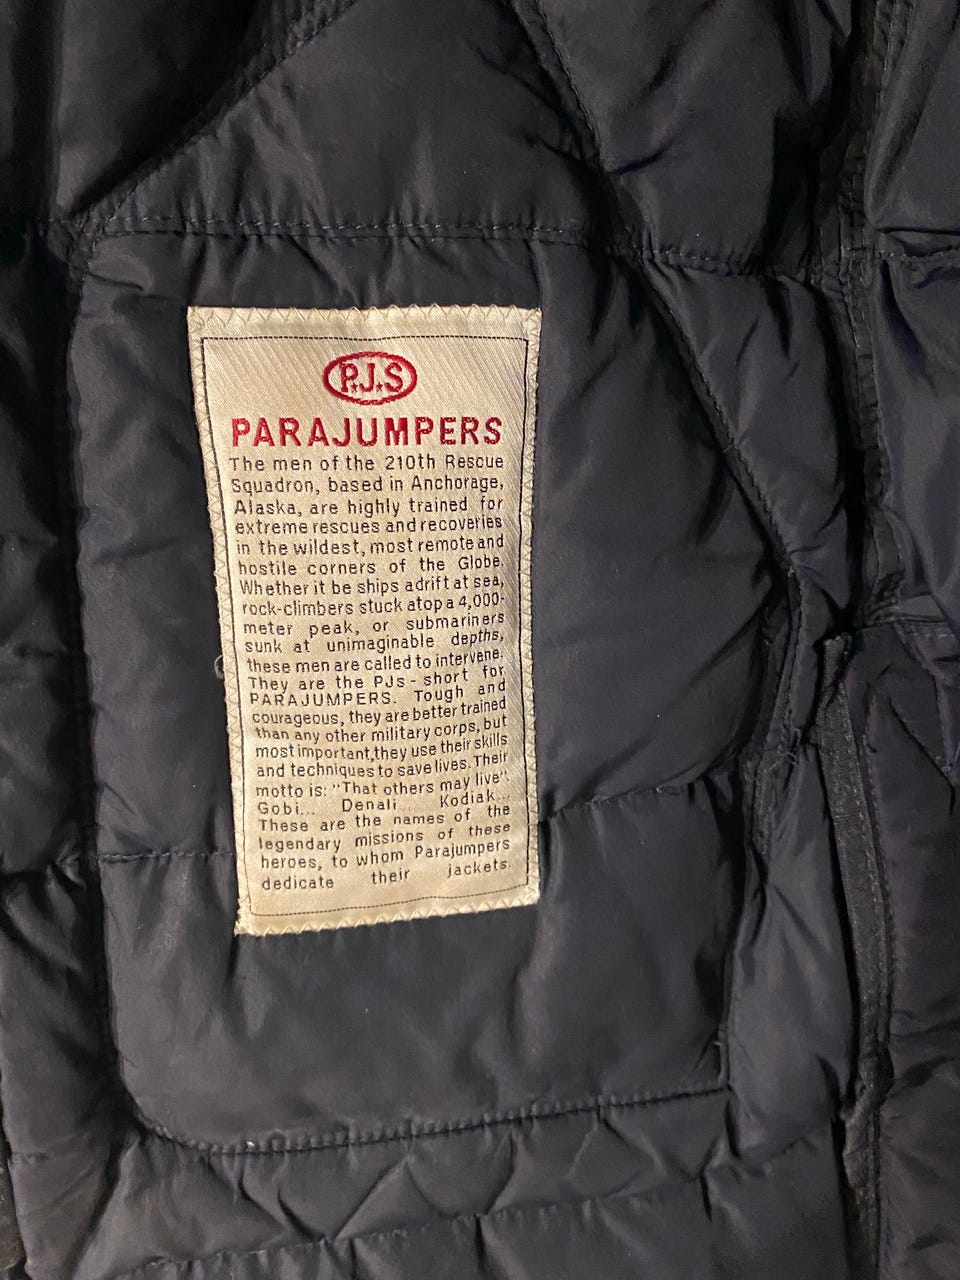 P.J.S
PARAJUMPERS
The men of the 210th Rescue
Squadron, based in Anchorage,
Alaska, are highly trained for
extreme rescues and recoveries
in the wildest, most remote and
hostile corners of the Globe.
Whether it be ships adrift at sea,
rock-climbers stuck atop a 4,000-
meter peak, or submariners
sunk at unimaginable depths,
these men are called to intervene.
They are the PJs - short for
PARAJUMPERS. Tough and
courageous, they are better trained
than any other military corps, but
most important, they use their skills
and techniques to save lives. Their
motto is: "That others may live".
Gobi... Denali... Kodiak...
These are the names of the
legendary missions of these
heroes, to whom Parajumpers
dedicate their jackets.